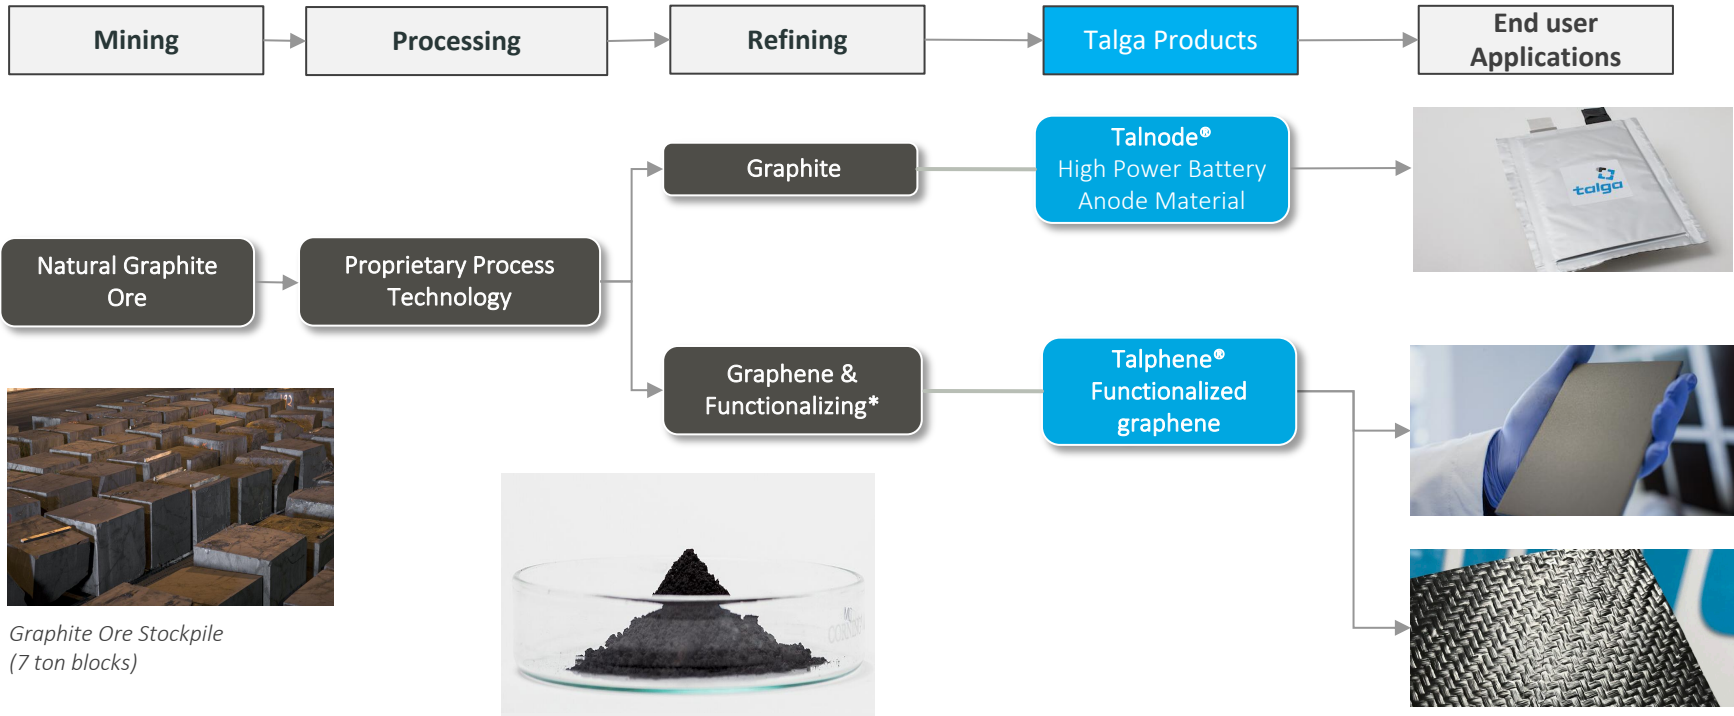 Mining
Processing
Refining
Talga Products
End user
Applications
Graphite
Talnode®
High Power Battery
Anode Material
talga
Natural Graphite
Ore
Proprietary Process
Technology
Graphene &
Functionalizing*
Talphene®
Functionalized
graphene
Graphite Ore Stockpile
(7 ton blocks)